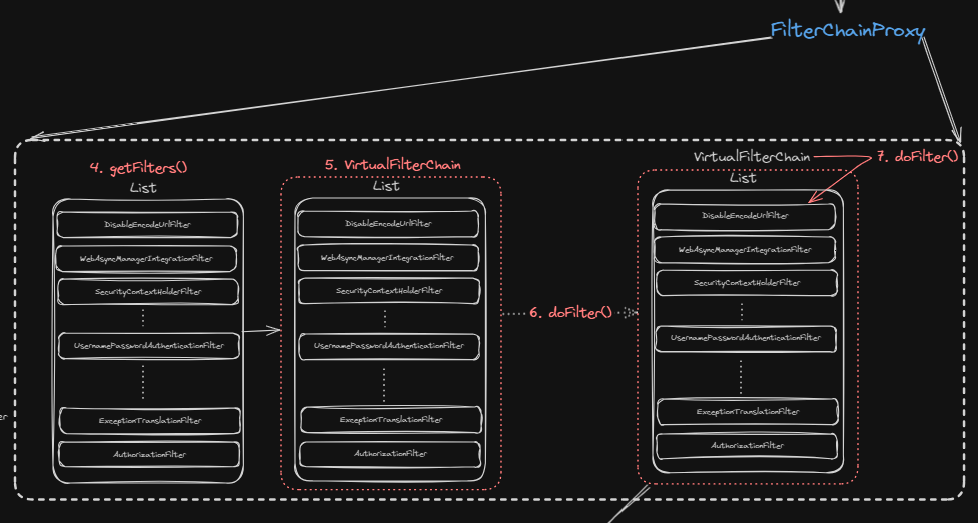 FilterChainProxy
4. getFilters()
List
DisableEncodeUrlFilter
WebAsyncManagerIntegrationFilter
SecurityContextHolderFilter
UsernamePasswordAuthenticationFilter
ExceptionTranslationFilter
AuthorizationFilter
5. VirtualFilterChain
List
DisableEncodeUrlFilter
WebAsyncManagerIntegrationFilter
SecurityContextHolderFilter
UsernamePasswordAuthenticationFilter
ExceptionTranslationFilter
AuthorizationFilter
6. doFilter()
VirtualFilterChain
7. doFilter()
List
DisableEncodeUrlFilter
WebAsyncManagerIntegrationFilter
SecurityContextHolderFilter
UsernamePasswordAuthenticationFilter
ExceptionTranslationFilter
AuthorizationFilter